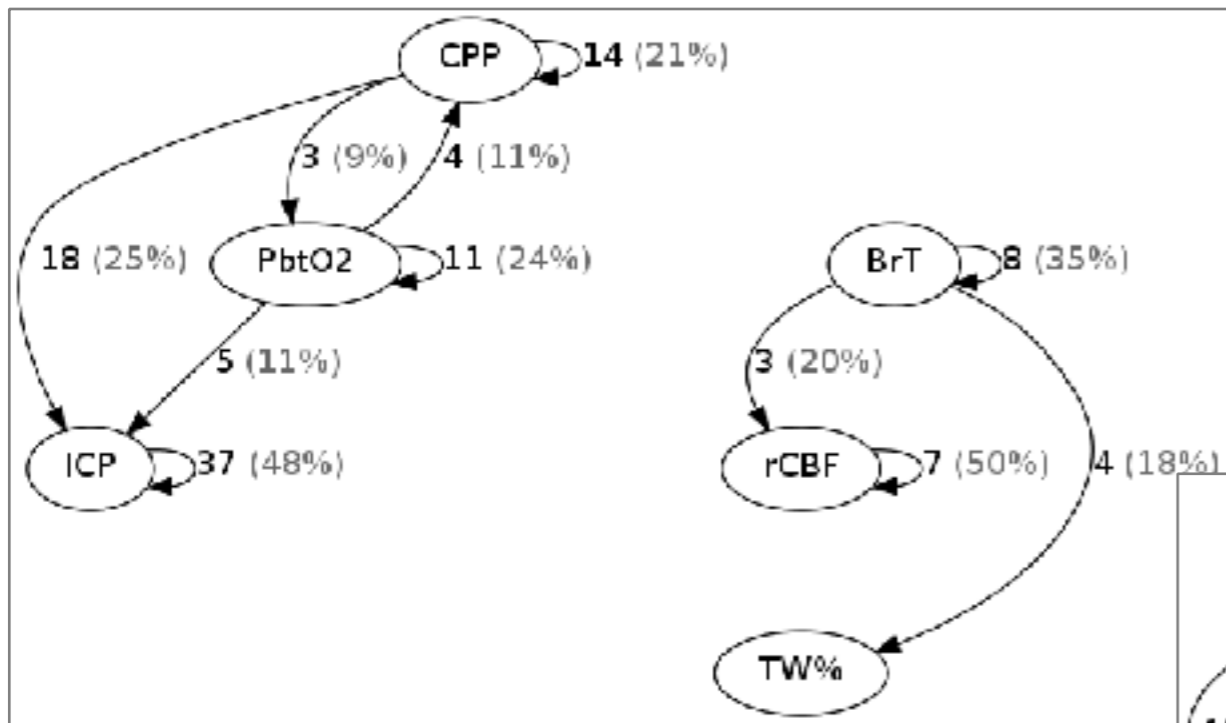 CPP
14 (21%)
3 (9%)
4 (11%)
18 (25%)
PbtO2
11 (24%)
BrT
8 (35%)
5 (11%)
3 (20%)
ICP
37 (48%)
rCBF
7 (50%)
4 (18%)
TW%